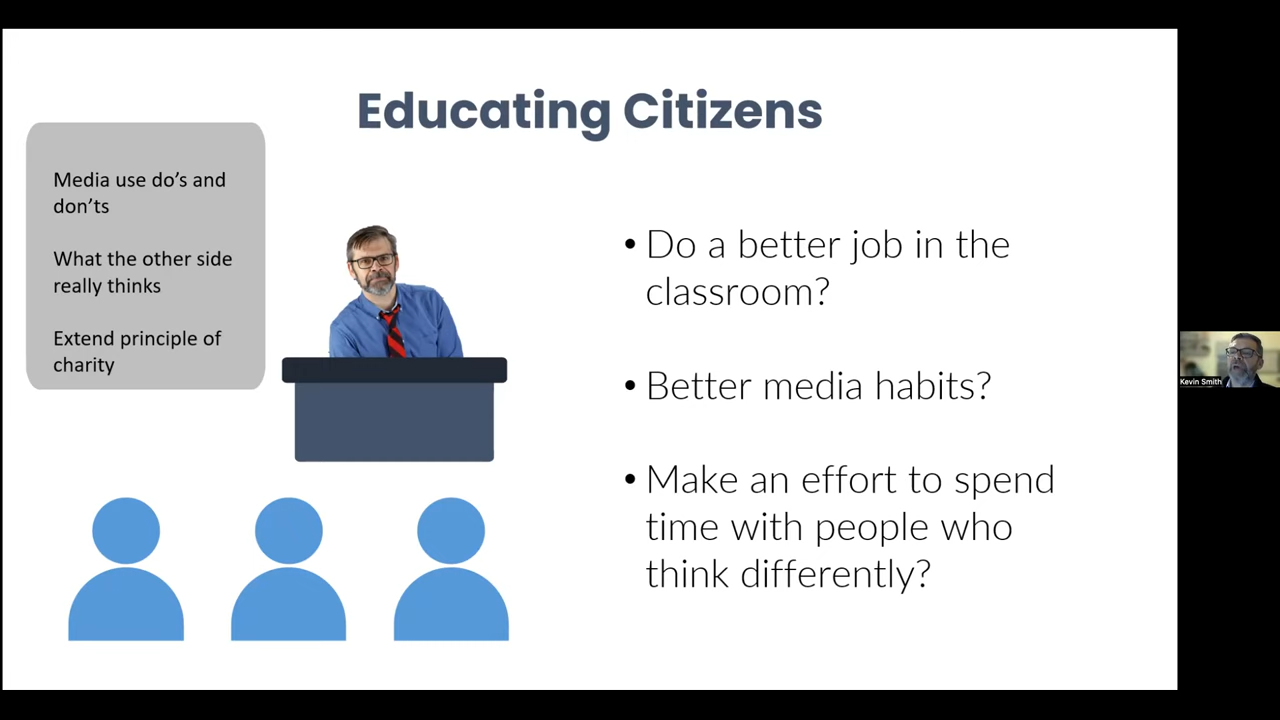 Educating Citizens
Media use do’s and
don’ts
What the other side
really thinks
Extend principle of
charity
• Do a better job in the
classroom?
• Better media habits?
• Make an effort to spend
time with people who
think differently?
Kevin Smith